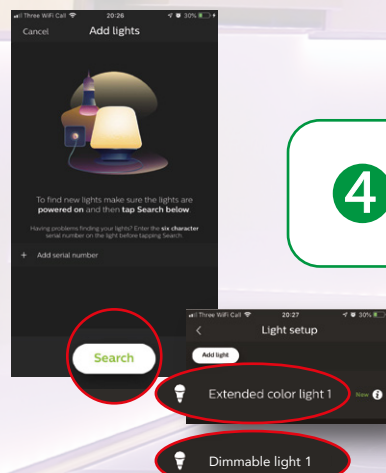 Three WiFi Call 20:26 30%
Cancel Add lights
To find new lights make sure the lights are
powered on and then tap Search below.
Having problems finding your lights? Enter the six character
serial number on the light before tapping Search.
+ Add serial number
Search
4
Three WiFi Call 20:27 30%
< Light setup
Add light
Extended color light 1 New i
Dimmable light 1